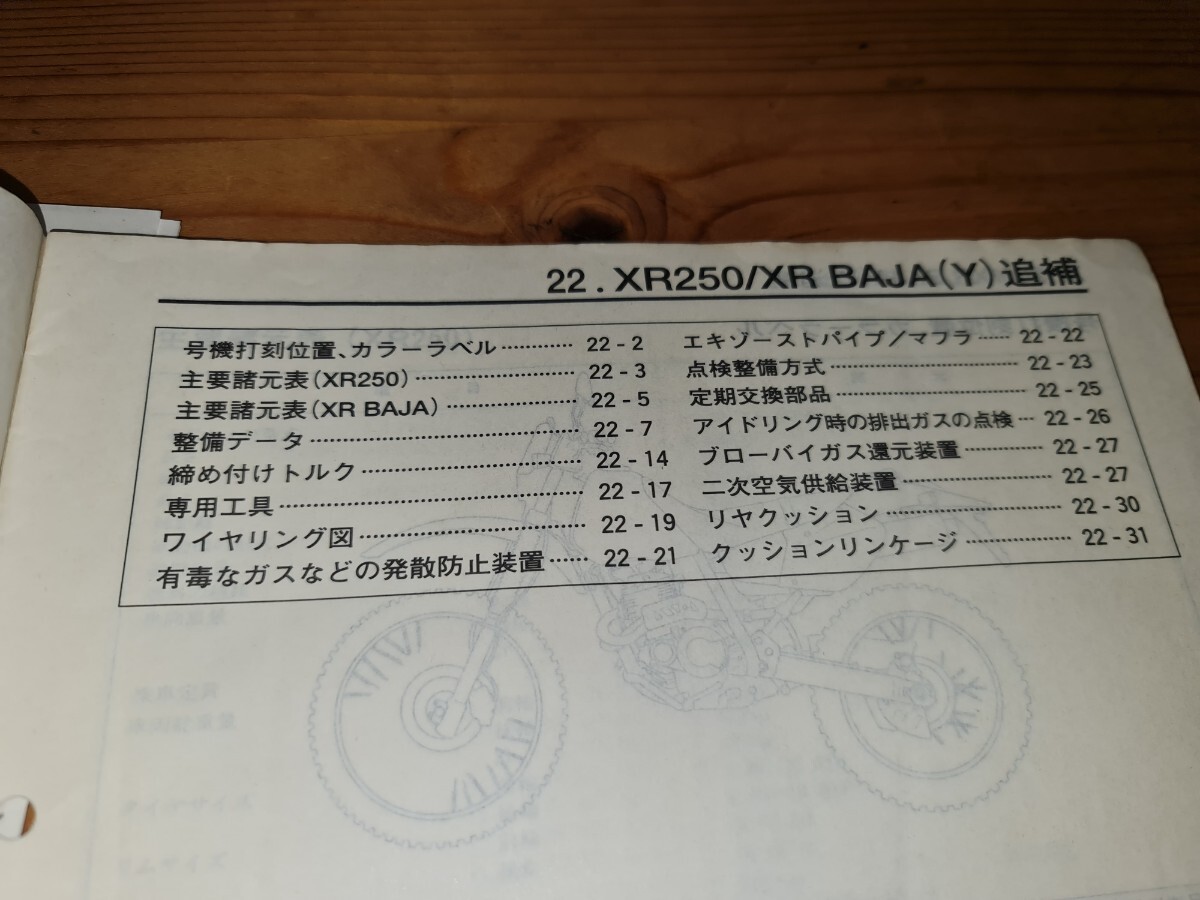 22. XR250/XR BAJA(Y)追補
号機打刻位置、カラーラベル ············ 22 - 2
主要諸元表(XR250) ···························· 22 - 3
主要諸元表(XR BAJA) ······················ 22 - 5
整備データ ·········································· 22 - 7
締め付けトルク ·································· 22 - 14
専用工具 ············································ 22 - 17
ワイヤリング図 ·································· 22 - 19
有毒なガスなどの発散防止装置 ······ 22 - 21
エキゾーストパイプ/マフラ ······ 22 - 22
点検整備方式 ······························ 22 - 23
定期交換部品 ······························ 22 - 25
アイドリング時の排出ガスの点検 ··· 22 - 26
ブローバイガス還元装置 ················ 22 - 27
二次空気供給装置 ························ 22 - 27
リヤクッション ···························· 22 - 30
クッションリンケージ ·················· 22 - 31